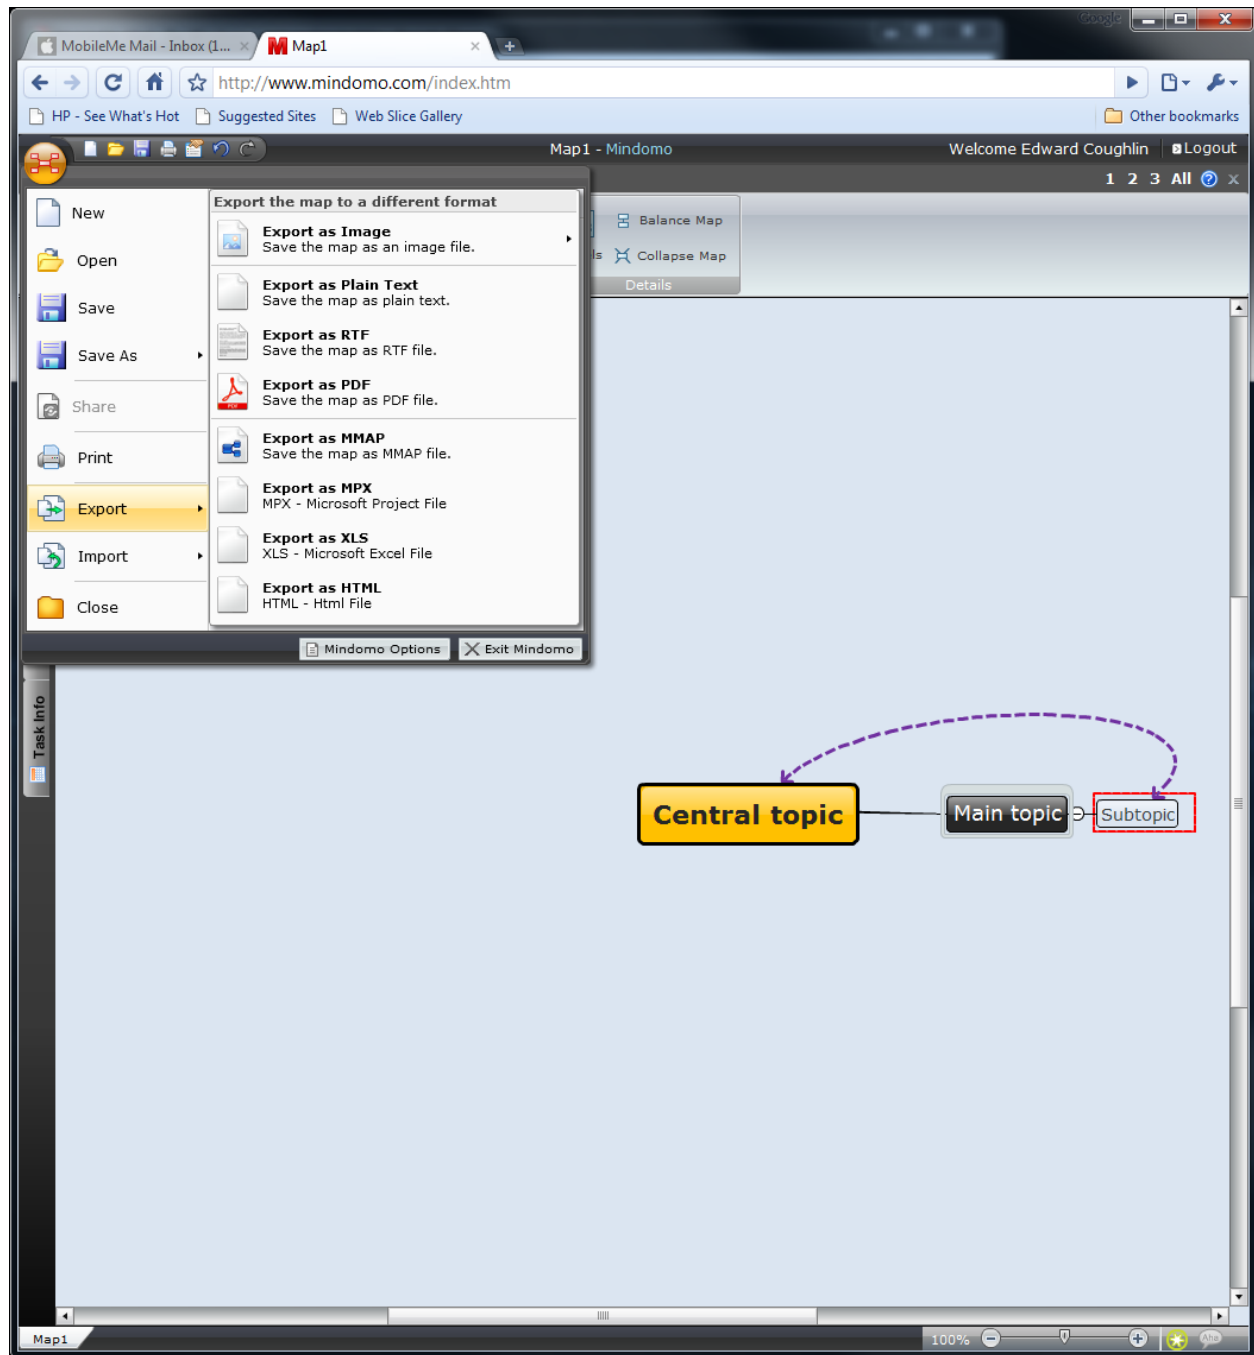 Google
MobileMe Mail - Inbox (1...
Map1
http://www.mindomo.com/index.htm
HP - See What's Hot Suggested Sites Web Slice Gallery Other bookmarks
Map1 - Mindomo Welcome Edward Coughlin Logout
1 2 3 All
New
Open
Save
Save As
Share
Print
Export
Import
Close
Export the map to a different format
Export as Image
Save the map as an image file.
Export as Plain Text
Save the map as plain text.
Export as RTF
Save the map as RTF file.
Export as PDF
Save the map as PDF file.
Export as MMAP
Save the map as MMAP file.
Export as MPX
MPX - Microsoft Project File
Export as XLS
XLS - Microsoft Excel File
Export as HTML
HTML - Html File
Mindomo Options Exit Mindomo
Balance Map
ls Collapse Map
Details
Task Info
Central topic
Main topic
Subtopic
Map1
100%